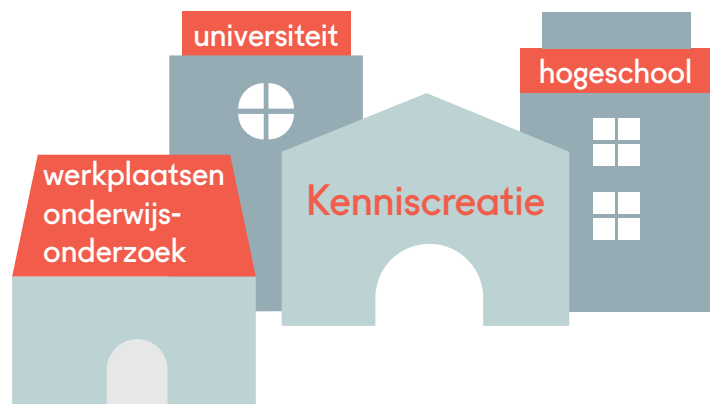 universiteit
hogeschool
werkplaatsen
onderwijs-
onderzoek
Kenniscreatie